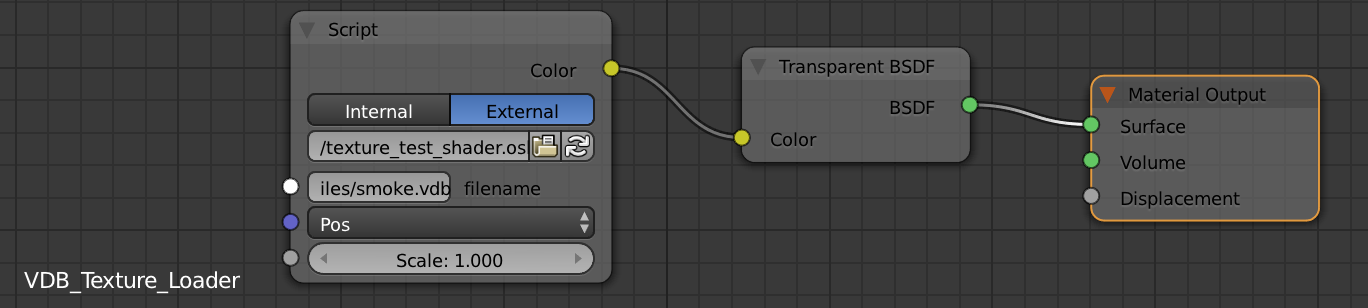 Script
Color
Internal
External
/texture_test_shader.os
iles/smoke.vdb
filename
Pos
Scale: 1.000
Transparent BSDF
BSDF
Color
Material Output
Surface
Volume
Displacement
VDB_Texture_Loader